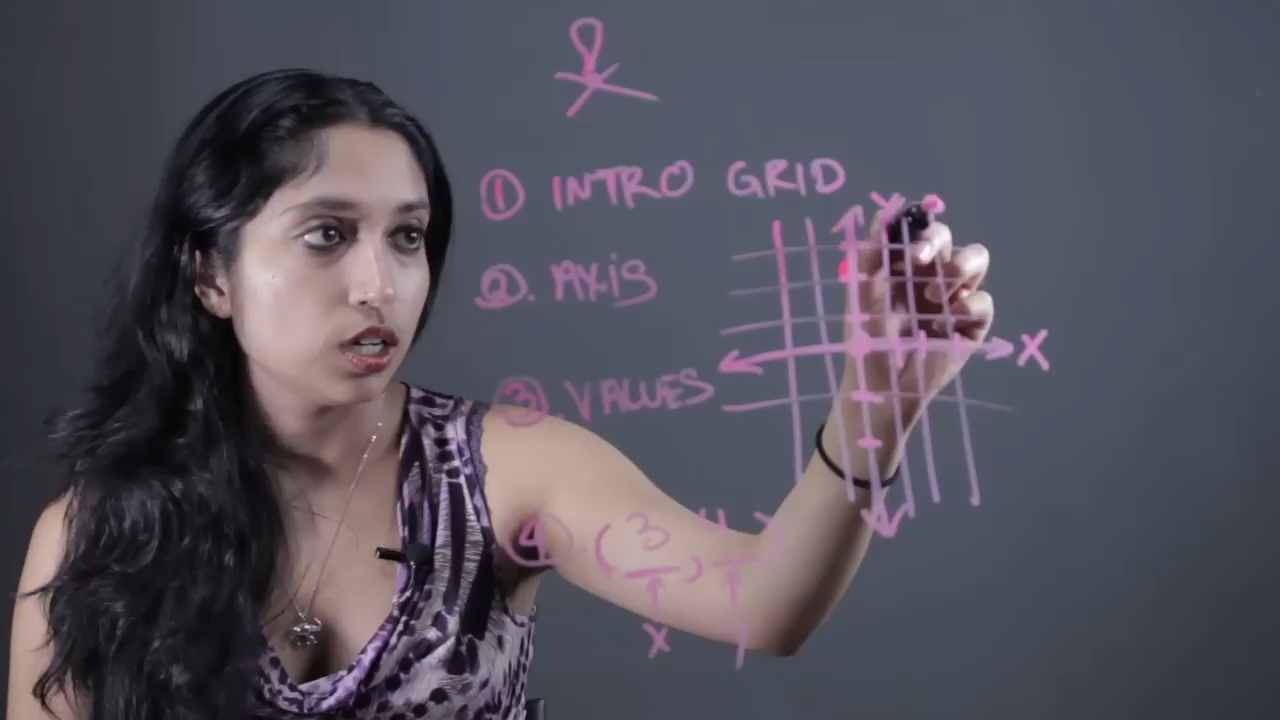 ① INTRO GRID
Y
②. AXiS
X
③. VALUES
④. (3, 4)
X Y